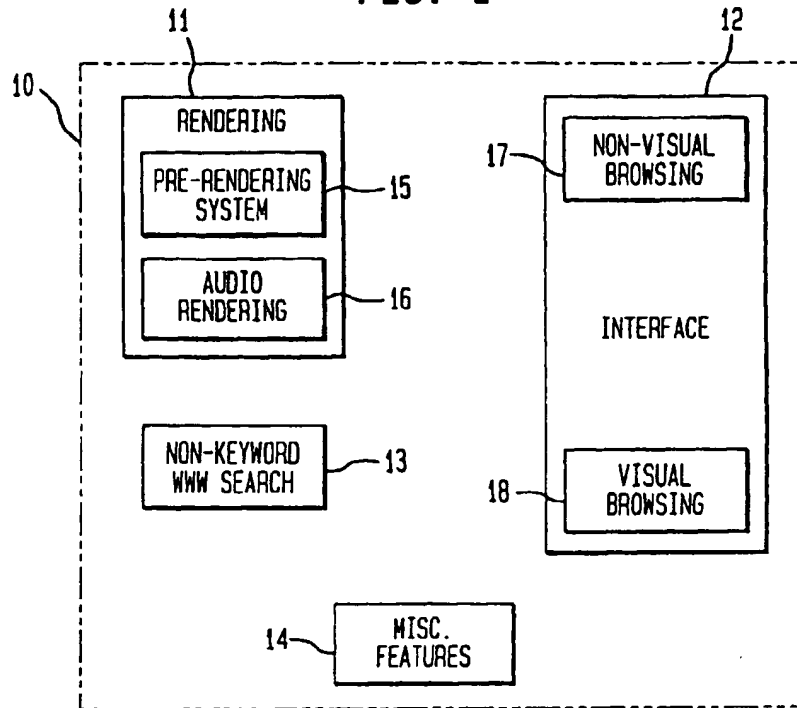 11
12
10
RENDERING
PRE-RENDERING
SYSTEM
15
AUDIO
RENDERING
16
17
NON-VISUAL
BROWSING
INTERFACE
NON-KEYWORD
WWW SEARCH
13
18
VISUAL
BROWSING
14
MISC.
FEATURES